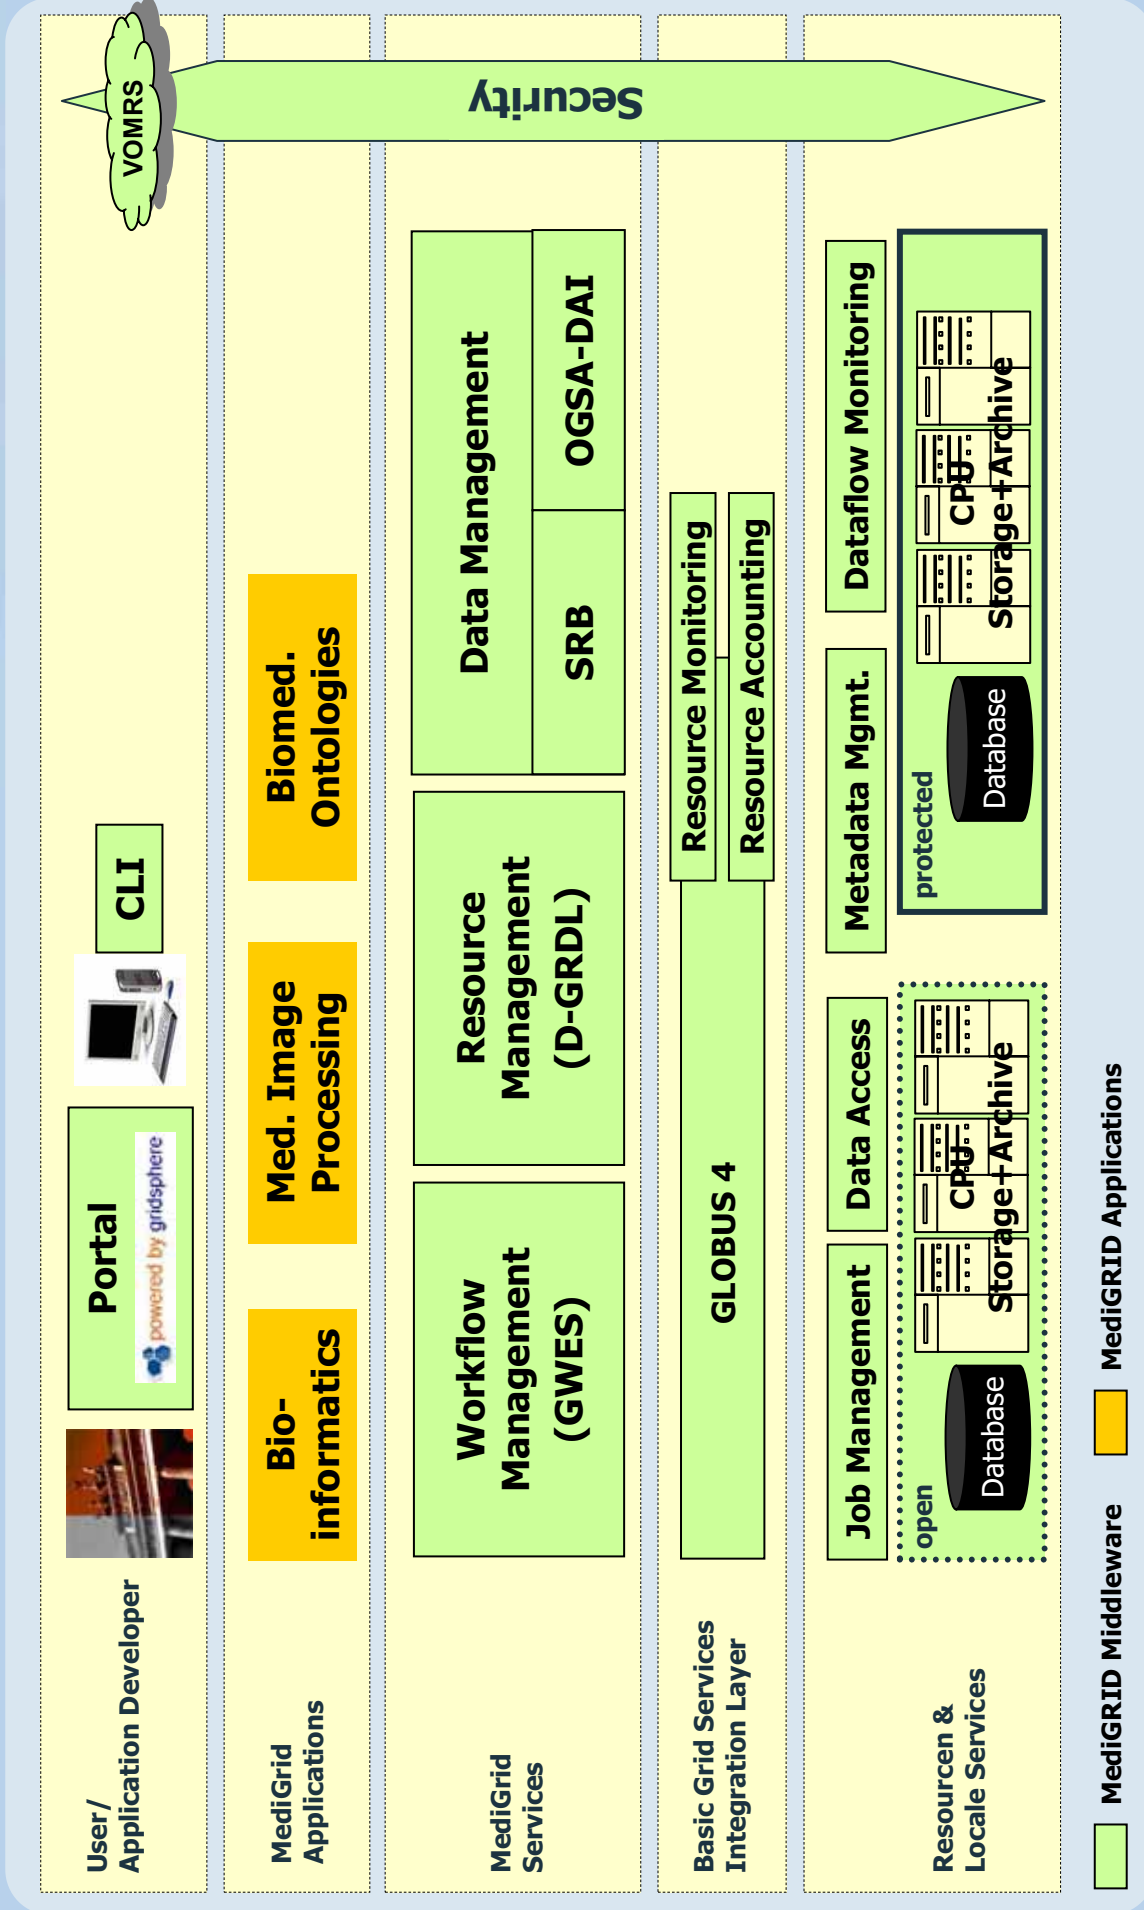 User/
Application Developer
Portal
powered by gridsphere
CLI
VOMRS
Security
MediGrid
Applications
Bio-
informatics
Med. Image
Processing
Biomed.
Ontologies
MediGrid
Services
Workflow
Management
(GWES)
Resource
Management
(D-GRDL)
Data Management
SRB
OGSA-DAI
Basic Grid Services
Integration Layer
GLOBUS 4
Resource Monitoring
Resource Accounting
Resourcen &
Locale Services
Job Management
Data Access
Metadata Mgmt.
Dataflow Monitoring
open
Database
CPU
Storage+Archive
protected
Database
CPU
Storage+Archive
MediGRID Middleware
MediGRID Applications